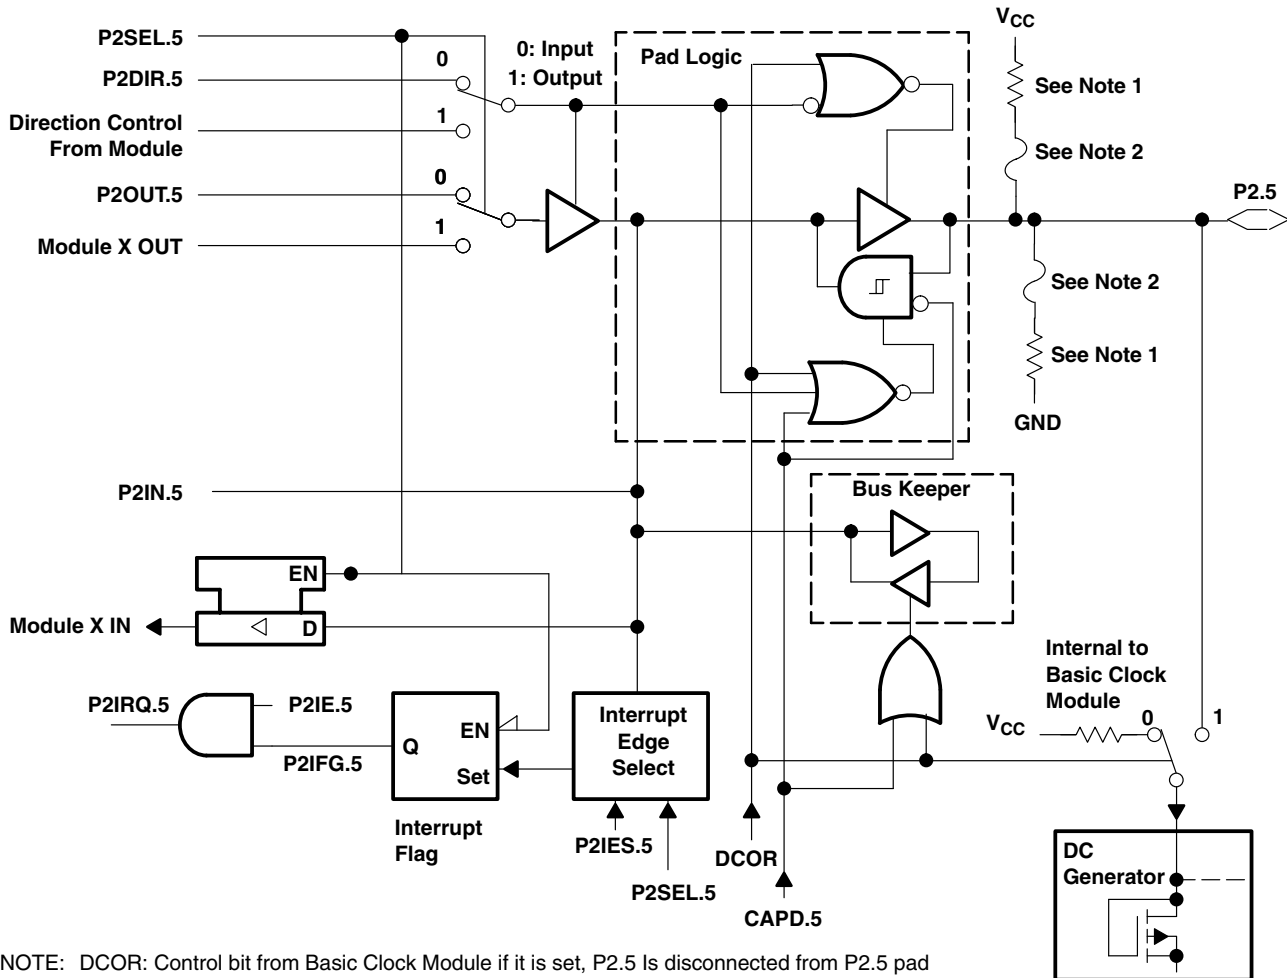 P2SEL.5
P2DIR.5
Direction Control
From Module
P2OUT.5
Module X OUT
0
1
0
1
0: Input
1: Output
Pad Logic
VCC
See Note 1
See Note 2
P2.5
See Note 2
See Note 1
GND
P2IN.5
Bus Keeper
EN
Module X IN
D
Internal to
Basic Clock
Module
VCC
0
1
P2IRQ.5
P2IE.5
P2IFG.5
EN
Q
Set
Interrupt
Edge
Select
Interrupt
Flag
P2IES.5
P2SEL.5
DCOR
CAPD.5
DC
Generator
NOTE: DCOR: Control bit from Basic Clock Module if it is set, P2.5 Is disconnected from P2.5 pad